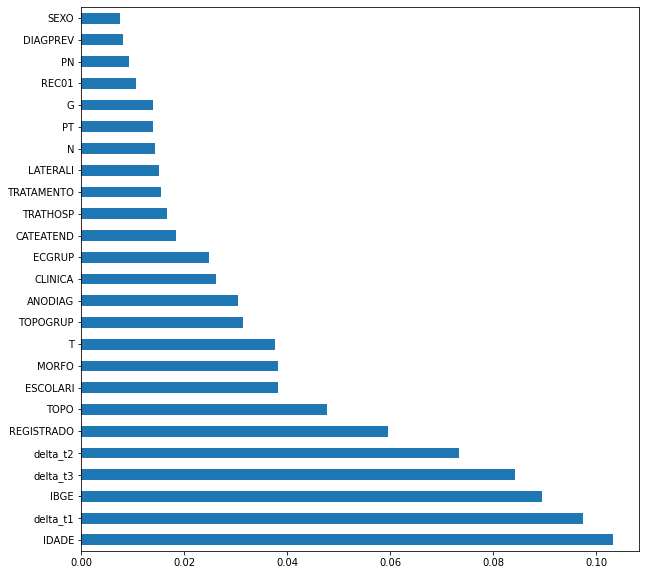 SEXO
DIAGPREV
PN
REC01
G
PT
N
LATERALI
TRATAMENTO
TRATHOSP
CATEATEND
ECGRUP
CLINICA
ANODIAG
TOPOGRUP
T
MORFO
ESCOLARI
TOPO
REGISTRADO
delta_t2
delta_t3
IBGE
delta_t1
IDADE
0.00 0.02 0.04 0.06 0.08 0.10